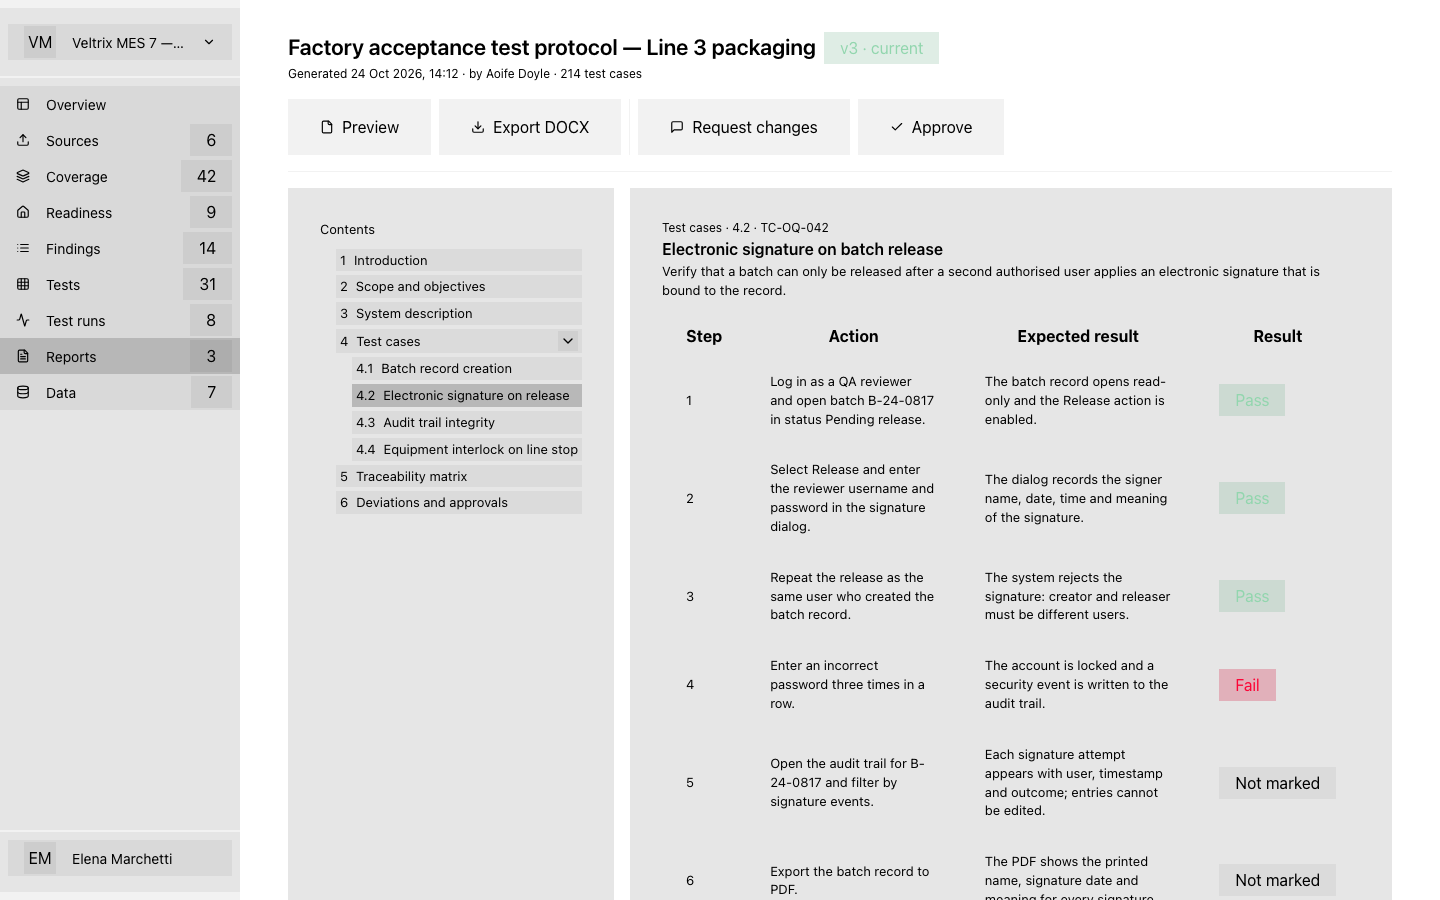 VM Veltrix MES 7 —...
Overview
Sources 6
Coverage 42
Readiness 9
Findings 14
Tests 31
Test runs 8
Reports 3
Data 7
EM Elena Marchetti
Factory acceptance test protocol — Line 3 packaging v3 · current
Generated 24 Oct 2026, 14:12 · by Aoife Doyle · 214 test cases
Preview Export DOCX Request changes Approve
Contents
1 Introduction
2 Scope and objectives
3 System description
4 Test cases
4.1 Batch record creation
4.2 Electronic signature on release
4.3 Audit trail integrity
4.4 Equipment interlock on line stop
5 Traceability matrix
6 Deviations and approvals
Test cases · 4.2 · TC-OQ-042
Electronic signature on batch release
Verify that a batch can only be released after a second authorised user applies an electronic signature that is
bound to the record.
Step Action Expected result Result
1
Log in as a QA reviewer
and open batch B-24-0817
in status Pending release.
The batch record opens read-
only and the Release action is
enabled.
Pass
2
Select Release and enter
the reviewer username and
password in the signature
dialog.
The dialog records the signer
name, date, time and meaning
of the signature.
Pass
3
Repeat the release as the
same user who created the
batch record.
The system rejects the
signature: creator and releaser
must be different users.
Pass
4
Enter an incorrect
password three times in a
row.
The account is locked and a
security event is written to the
audit trail.
Fail
5
Open the audit trail for B-
24-0817 and filter by
signature events.
Each signature attempt
appears with user, timestamp
and outcome; entries cannot
be edited.
Not marked
6
Export the batch record to
PDF.
The PDF shows the printed
name, signature date and
meaning for every signature
Not marked